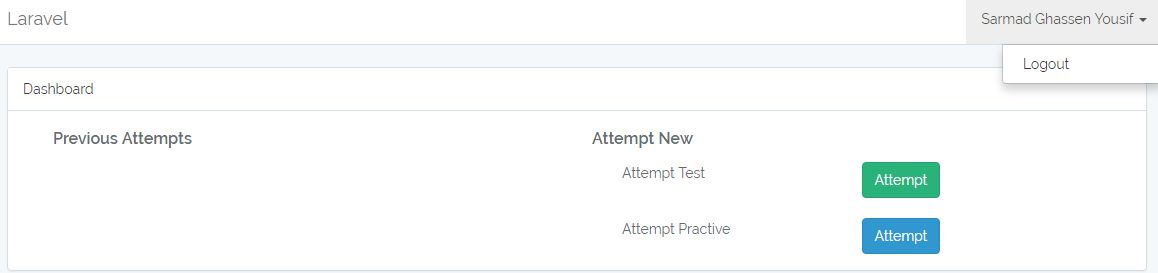 Laravel
Sarmad Ghassen Yousif
Logout
Dashboard
Previous Attempts
Attempt New
Attempt Test
Attempt
Attempt Practive
Attempt